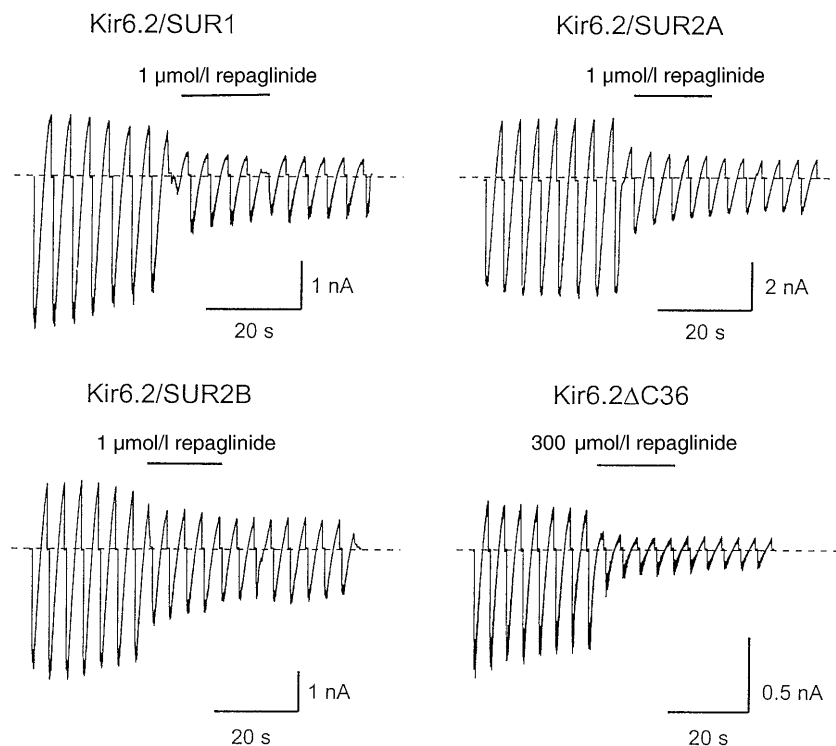 Kir6.2/SUR1
1 µmol/l repaglinide
1 nA
20 s
Kir6.2/SUR2A
1 µmol/l repaglinide
2 nA
20 s
Kir6.2/SUR2B
1 µmol/l repaglinide
1 nA
20 s
Kir6.2ΔC36
300 µmol/l repaglinide
0.5 nA
20 s